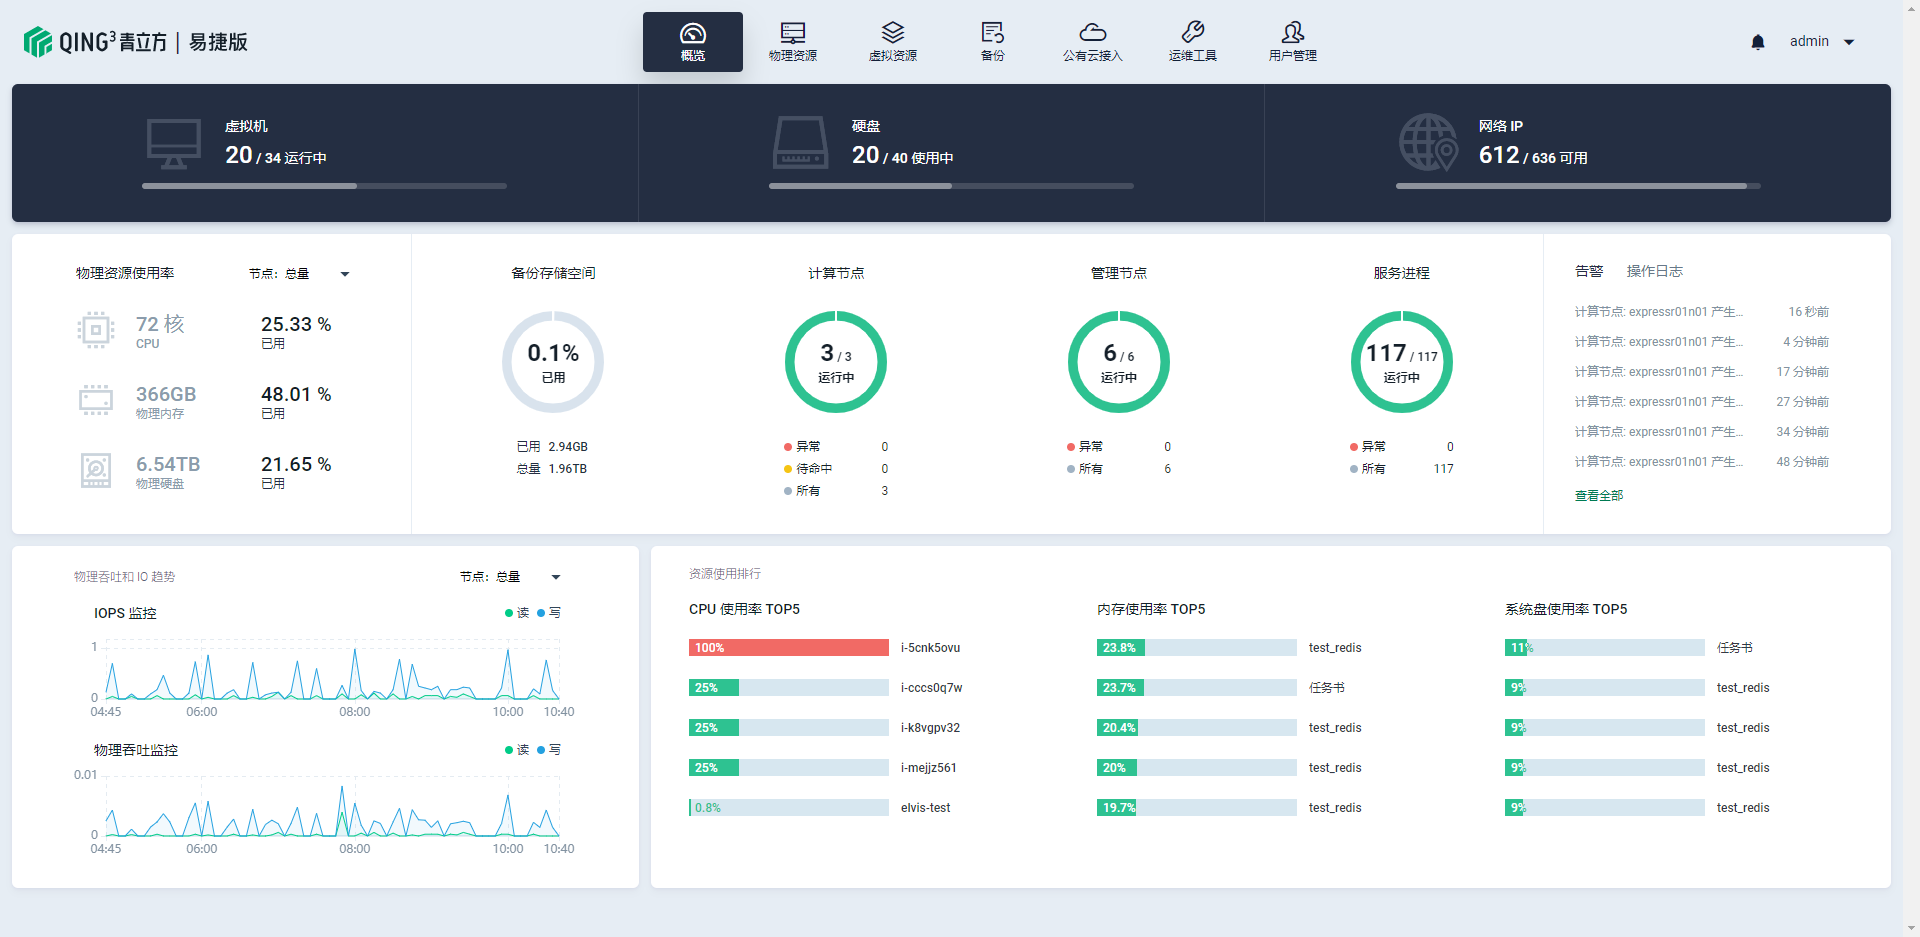 QING³青立方 | 易捷版
概览
物理资源
虚拟资源
备份
公有云接入
运维工具
用户管理
admin
虚拟机
20 / 34 运行中
硬盘
20 / 40 使用中
网络 IP
612 / 636 可用
物理资源使用率
节点: 总量
72 核
CPU
25.33 %
已用
366GB
物理内存
48.01 %
已用
6.54TB
物理硬盘
21.65 %
已用
备份存储空间
0.1%
已用
已用 2.94GB
总量 1.96TB
计算节点
3 / 3
运行中
异常 0
待命中 0
所有 3
管理节点
6 / 6
运行中
异常 0
所有 6
服务进程
117 / 117
运行中
异常 0
所有 117
告警 操作日志
计算节点: expressr01n01 产生... 16 秒前
计算节点: expressr01n01 产生... 4 分钟前
计算节点: expressr01n01 产生... 17 分钟前
计算节点: expressr01n01 产生... 27 分钟前
计算节点: expressr01n01 产生... 34 分钟前
计算节点: expressr01n01 产生... 48 分钟前
查看全部
物理吞吐和 IO 趋势
节点: 总量
IOPS 监控
读 写
1
0
04:45 06:00 08:00 10:00 10:40
物理吞吐监控
读 写
0.01
0
04:45 06:00 08:00 10:00 10:40
资源使用排行
CPU 使用率 TOP5
100% i-5cnk5ovu
25% i-cccs0q7w
25% i-k8vgpv32
25% i-mejjz561
0.8% elvis-test
内存使用率 TOP5
23.8% test_redis
23.7% 任务书
20.4% test_redis
20% test_redis
19.7% test_redis
系统盘使用率 TOP5
11% 任务书
9% test_redis
9% test_redis
9% test_redis
9% test_redis